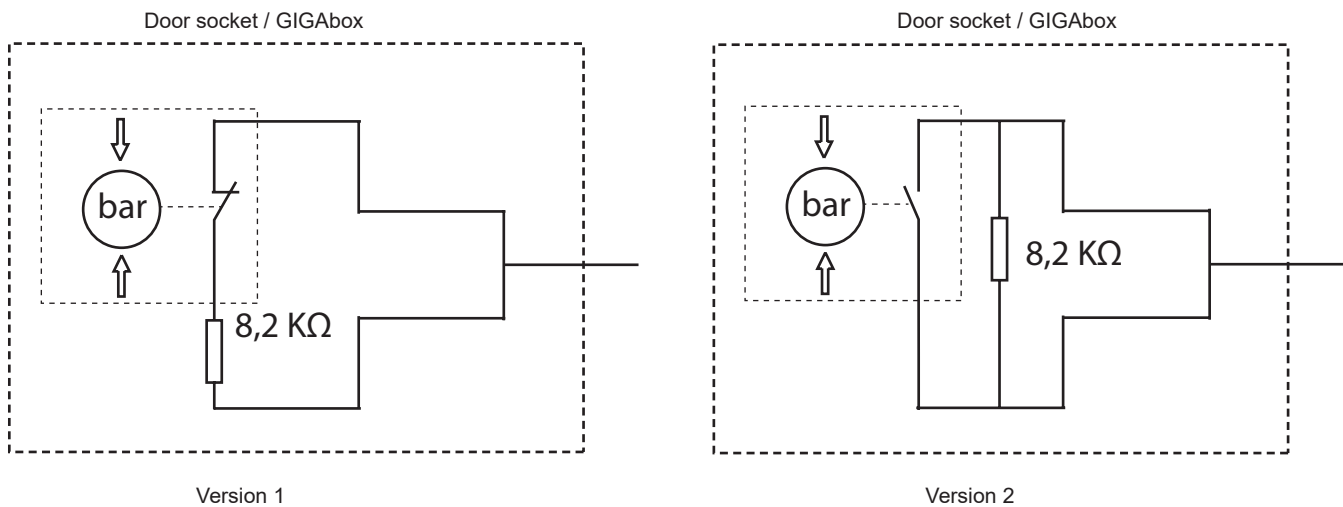 Door socket / GIGAbox
bar
8,2 KΩ
Version 1
Door socket / GIGAbox
bar
8,2 KΩ
Version 2